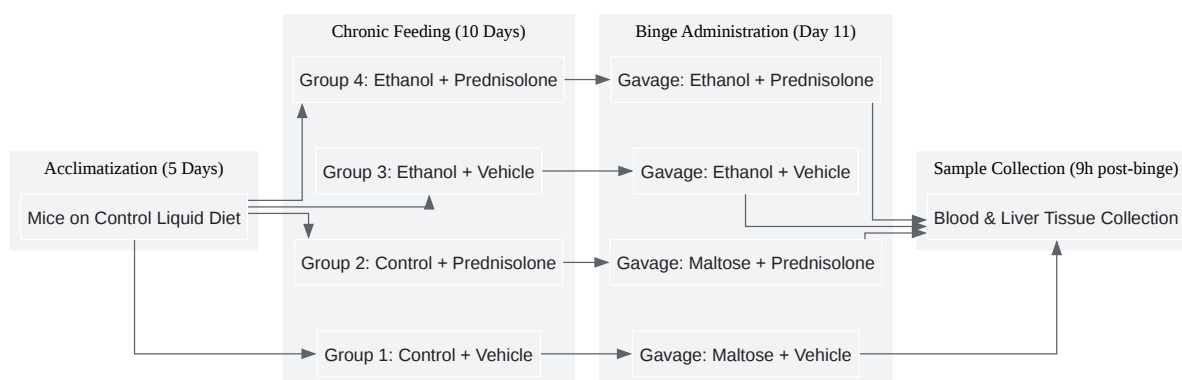 Acclimatization (5 Days)
Mice on Control Liquid Diet
Chronic Feeding (10 Days)
Group 4: Ethanol + Prednisolone
Group 3: Ethanol + Vehicle
Group 2: Control + Prednisolone
Group 1: Control + Vehicle
Binge Administration (Day 11)
Gavage: Ethanol + Prednisolone
Gavage: Ethanol + Vehicle
Gavage: Maltose + Prednisolone
Gavage: Maltose + Vehicle
Sample Collection (9h post-binge)
Blood & Liver Tissue Collection